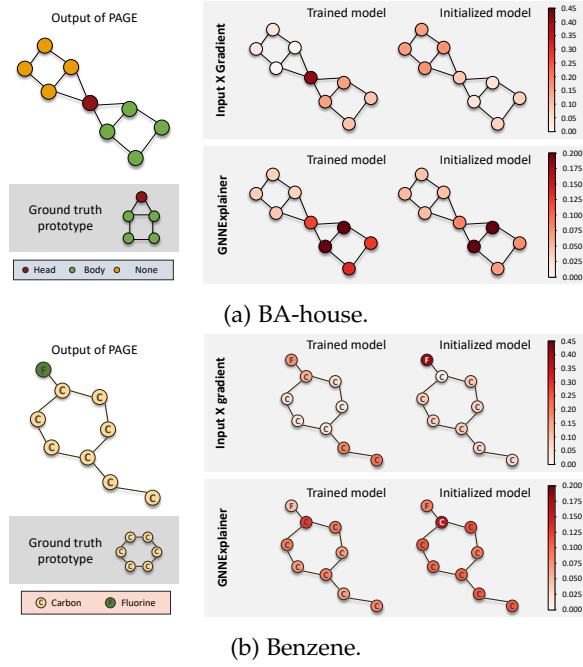 Output of PAGE
Ground truth
prototype
Head Body None
Input X Gradient
Trained model Initialized model
0.45
0.40
0.35
0.30
0.25
0.20
0.15
0.10
0.05
0.00
GNNExplainer
Trained model Initialized model
0.200
0.175
0.150
0.125
0.100
0.075
0.050
0.025
0.000
(a) BA-house.
Output of PAGE
F
C
C
C
C
C
C
C
C
Ground truth
prototype
C
C
C
C
C
C
C Carbon F Fluorine
Input X gradient
Trained model Initialized model
F
C
C
C
C
C
C
C
C
F
C
C
C
C
C
C
C
C
0.45
0.40
0.35
0.30
0.25
0.20
0.15
0.10
0.05
0.00
GNNExplainer
Trained model Initialized model
F
C
C
C
C
C
C
C
C
F
C
C
C
C
C
C
C
C
0.200
0.175
0.150
0.125
0.100
0.075
0.050
0.025
0.000
(b) Benzene.